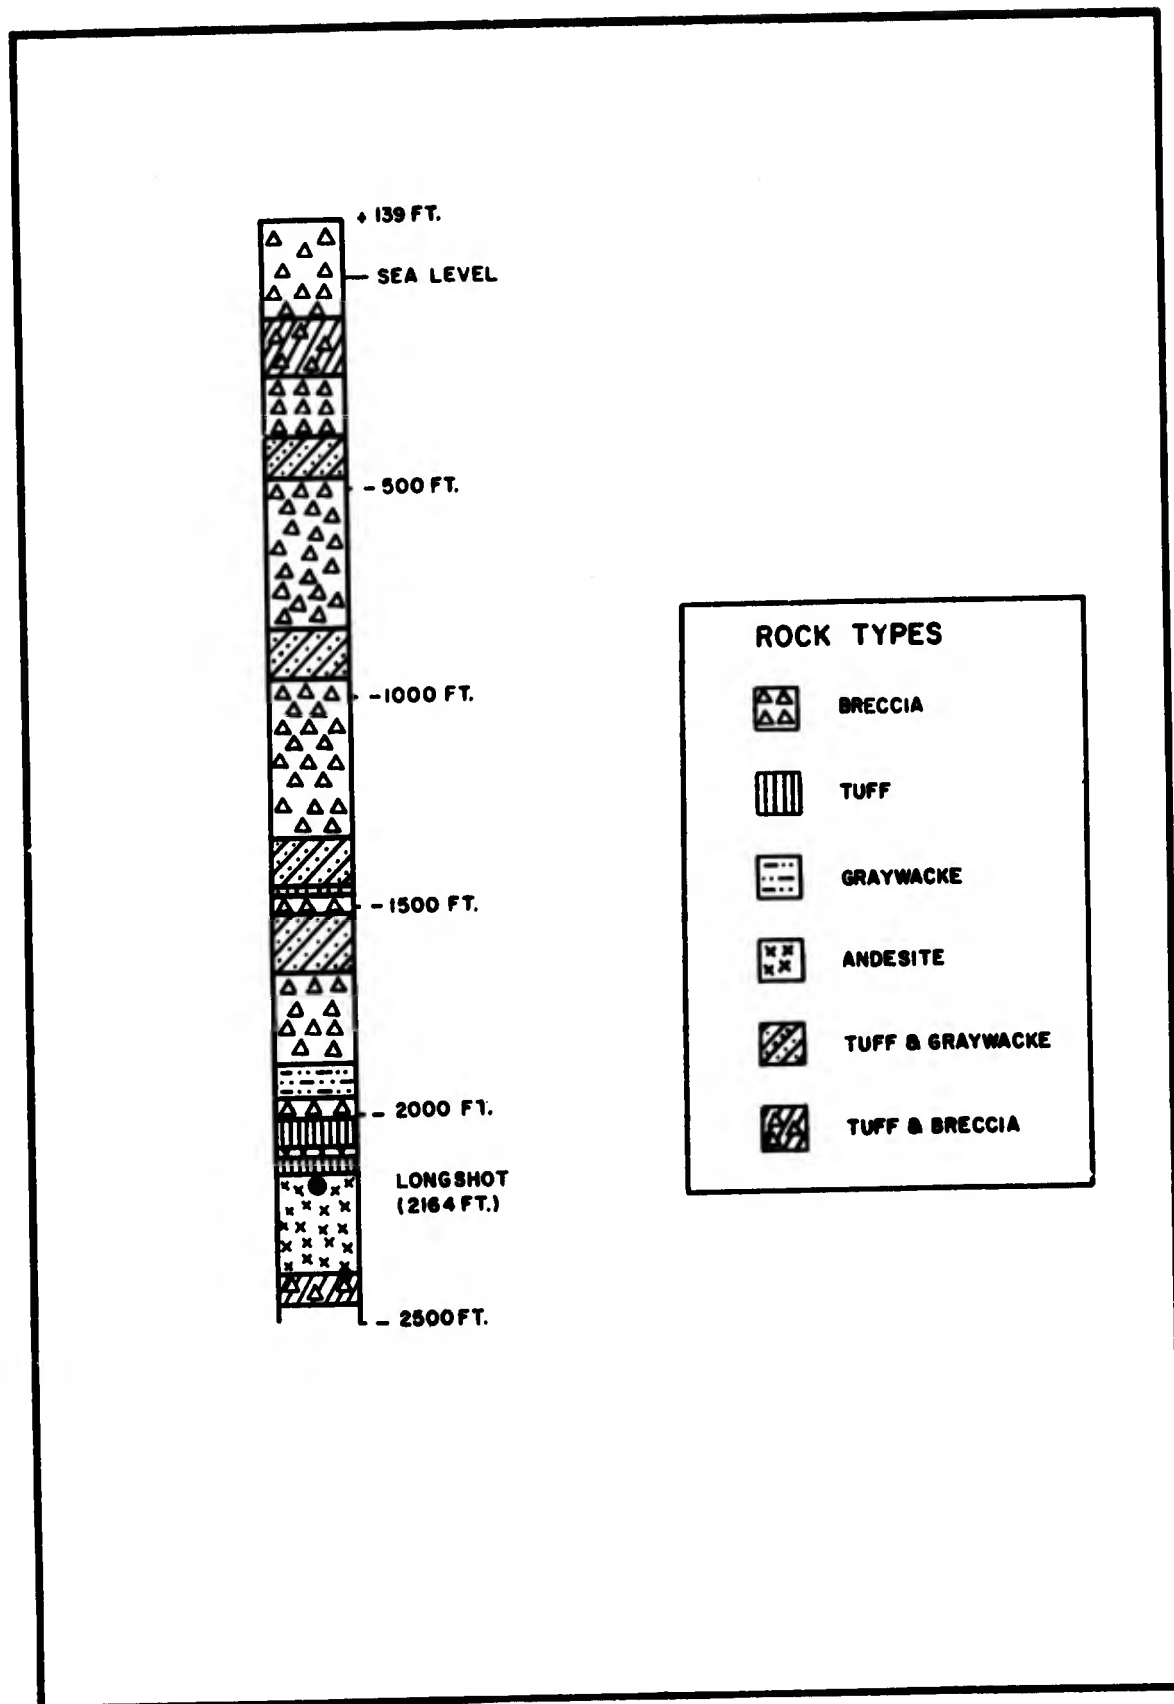 + 139 FT.
SEA LEVEL
- 500 FT.
-1000 FT.
-1500 FT.
- 2000 FT.
LONGSHOT
(2164 FT.)
- 2500 FT.
ROCK TYPES
BRECCIA
TUFF
GRAYWACKE
ANDESITE
TUFF & GRAYWACKE
TUFF & BRECCIA